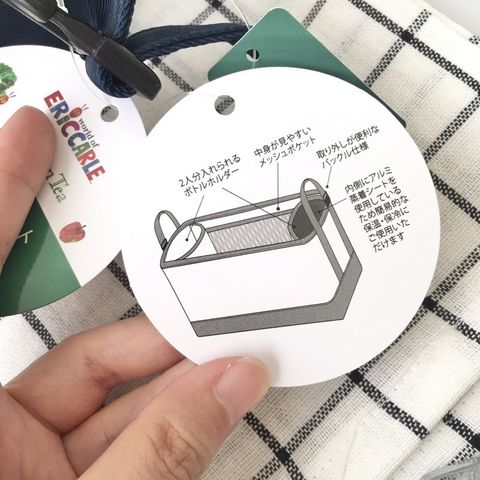 world of
ERIC CARLE
Tea
ト
2人分入れられる
ボトルホルダー
中身が見やすい
メッシュポケット
取り外しが便利な
バックル仕様
内側にアルミ
蒸着シートを
使用している
ため簡易的な
保温・保冷に
ご使用いた
だけます